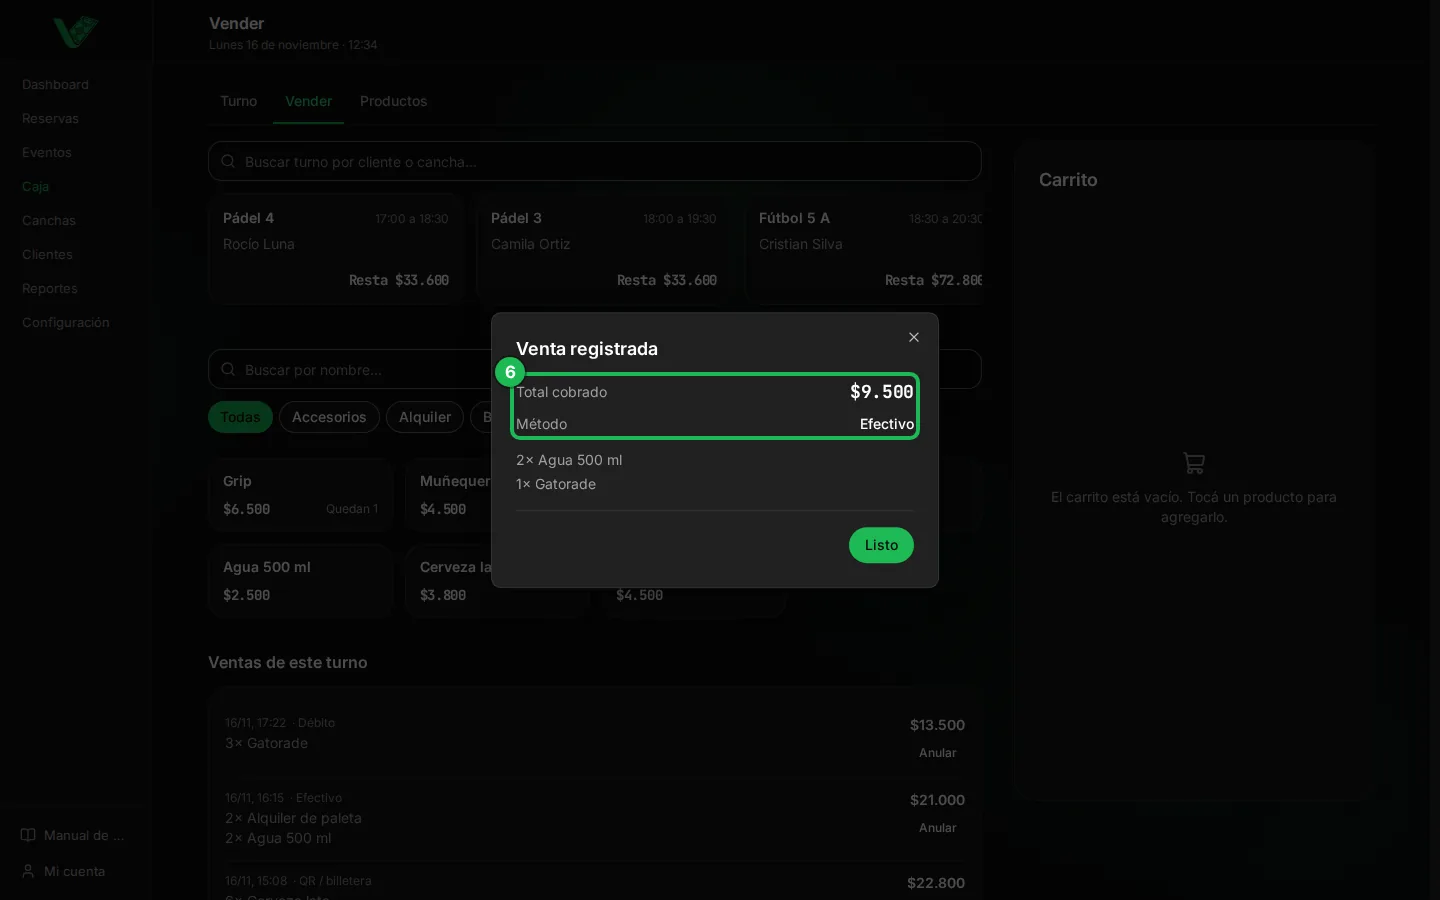 Vender
Lunes 16 de noviembre · 12:34
Dashboard
Reservas
Eventos
Caja
Canchas
Clientes
Reportes
Configuración
Manual de ...
Mi cuenta
Turno
Vender
Productos
Buscar turno por cliente o cancha...
Pádel 4
17:00 a 18:30
Rocío Luna
Resta $33.600
Pádel 3
18:00 a 19:30
Camila Ortiz
Resta $33.600
Fútbol 5 A
18:30 a 20:30
Cristian Silva
Resta $72.800
Buscar por nombre...
Todas
Accesorios
Alquiler
B
Grip
$6.500
Quedan 1
Muñequer
$4.500
Agua 500 ml
$2.500
Cerveza la
$3.800
$4.500
Venta registrada
6
Total cobrado
$9.500
Método
Efectivo
2× Agua 500 ml
1× Gatorade
Listo
Carrito
El carrito está vacío. Tocá un producto para
agregarlo.
Ventas de este turno
16/11, 17:22 · Débito
3× Gatorade
$13.500
Anular
16/11, 16:15 · Efectivo
2× Alquiler de paleta
2× Agua 500 ml
$21.000
Anular
16/11, 15:08 · QR / billetera
$22.800